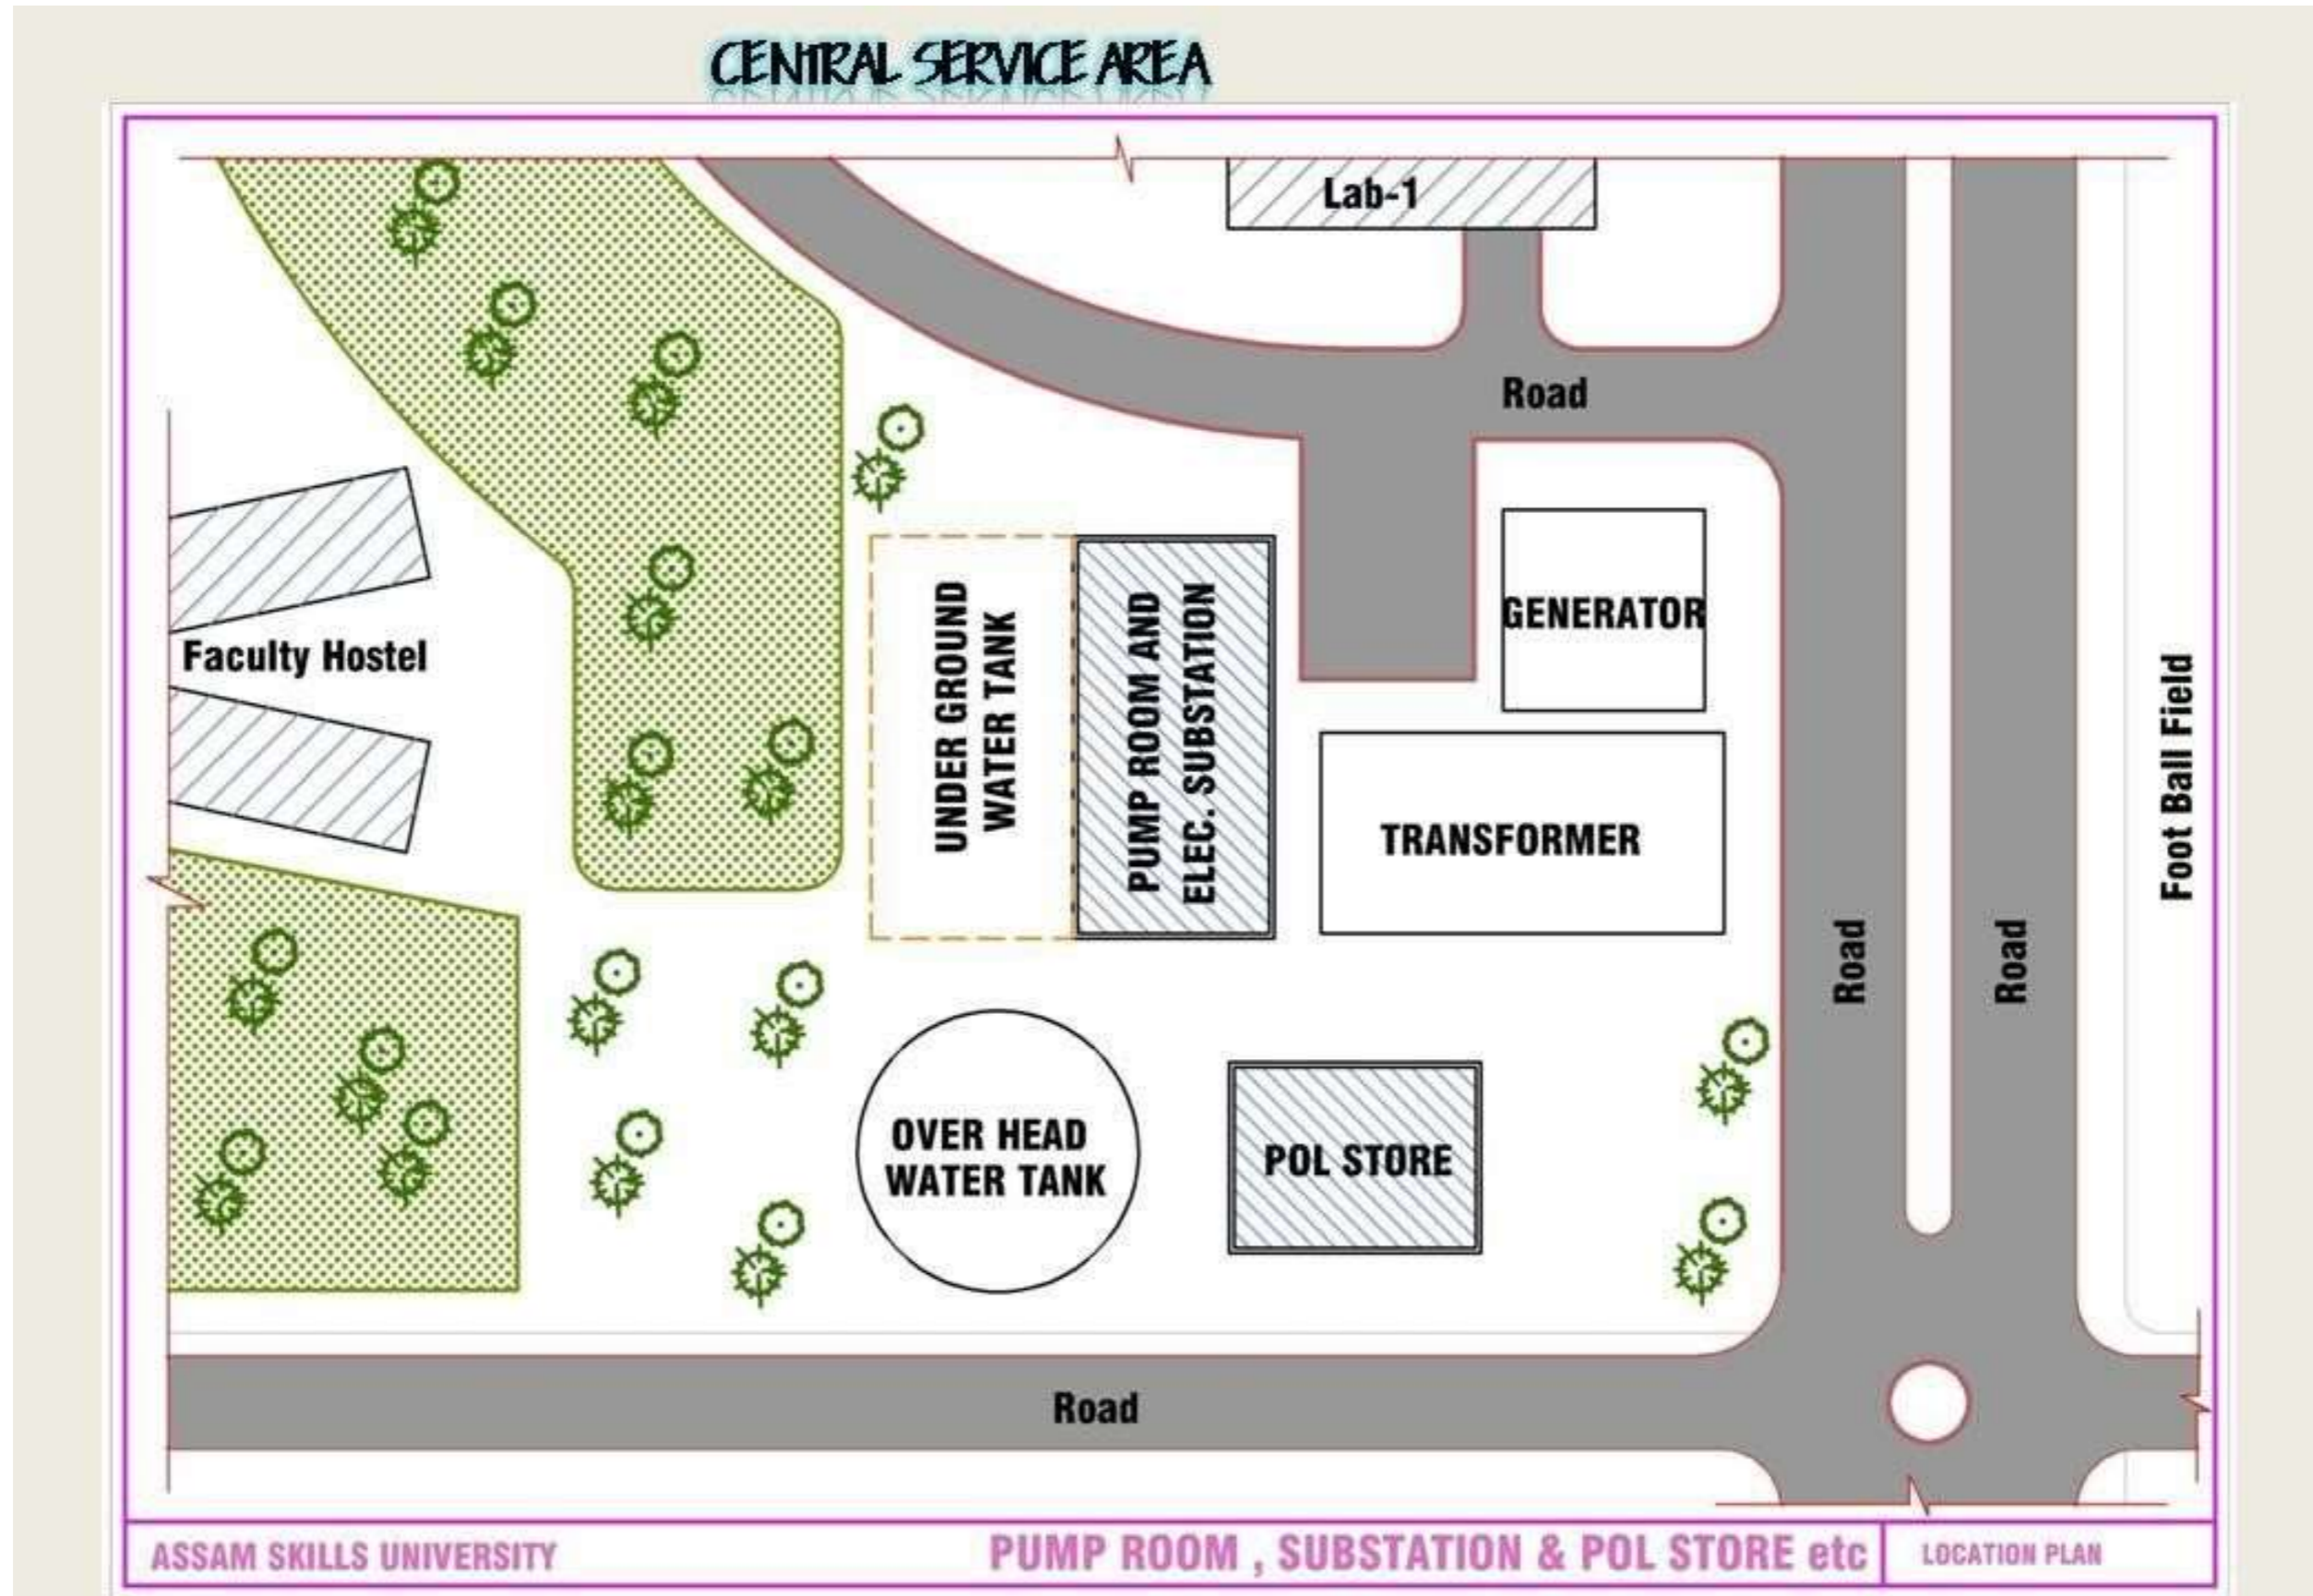 CENTRAL SERVICE AREA
Lab-1
Road
GENERATOR
UNDER GROUND
WATER TANK
PUMP ROOM AND
ELEC. SUBSTATION
Faculty Hostel
TRANSFORMER
Foot Ball Field
Road
Road
OVER HEAD
WATER TANK
POL STORE
Road
ASSAM SKILLS UNIVERSITY
PUMP ROOM , SUBSTATION & POL STORE etc
LOCATION PLAN